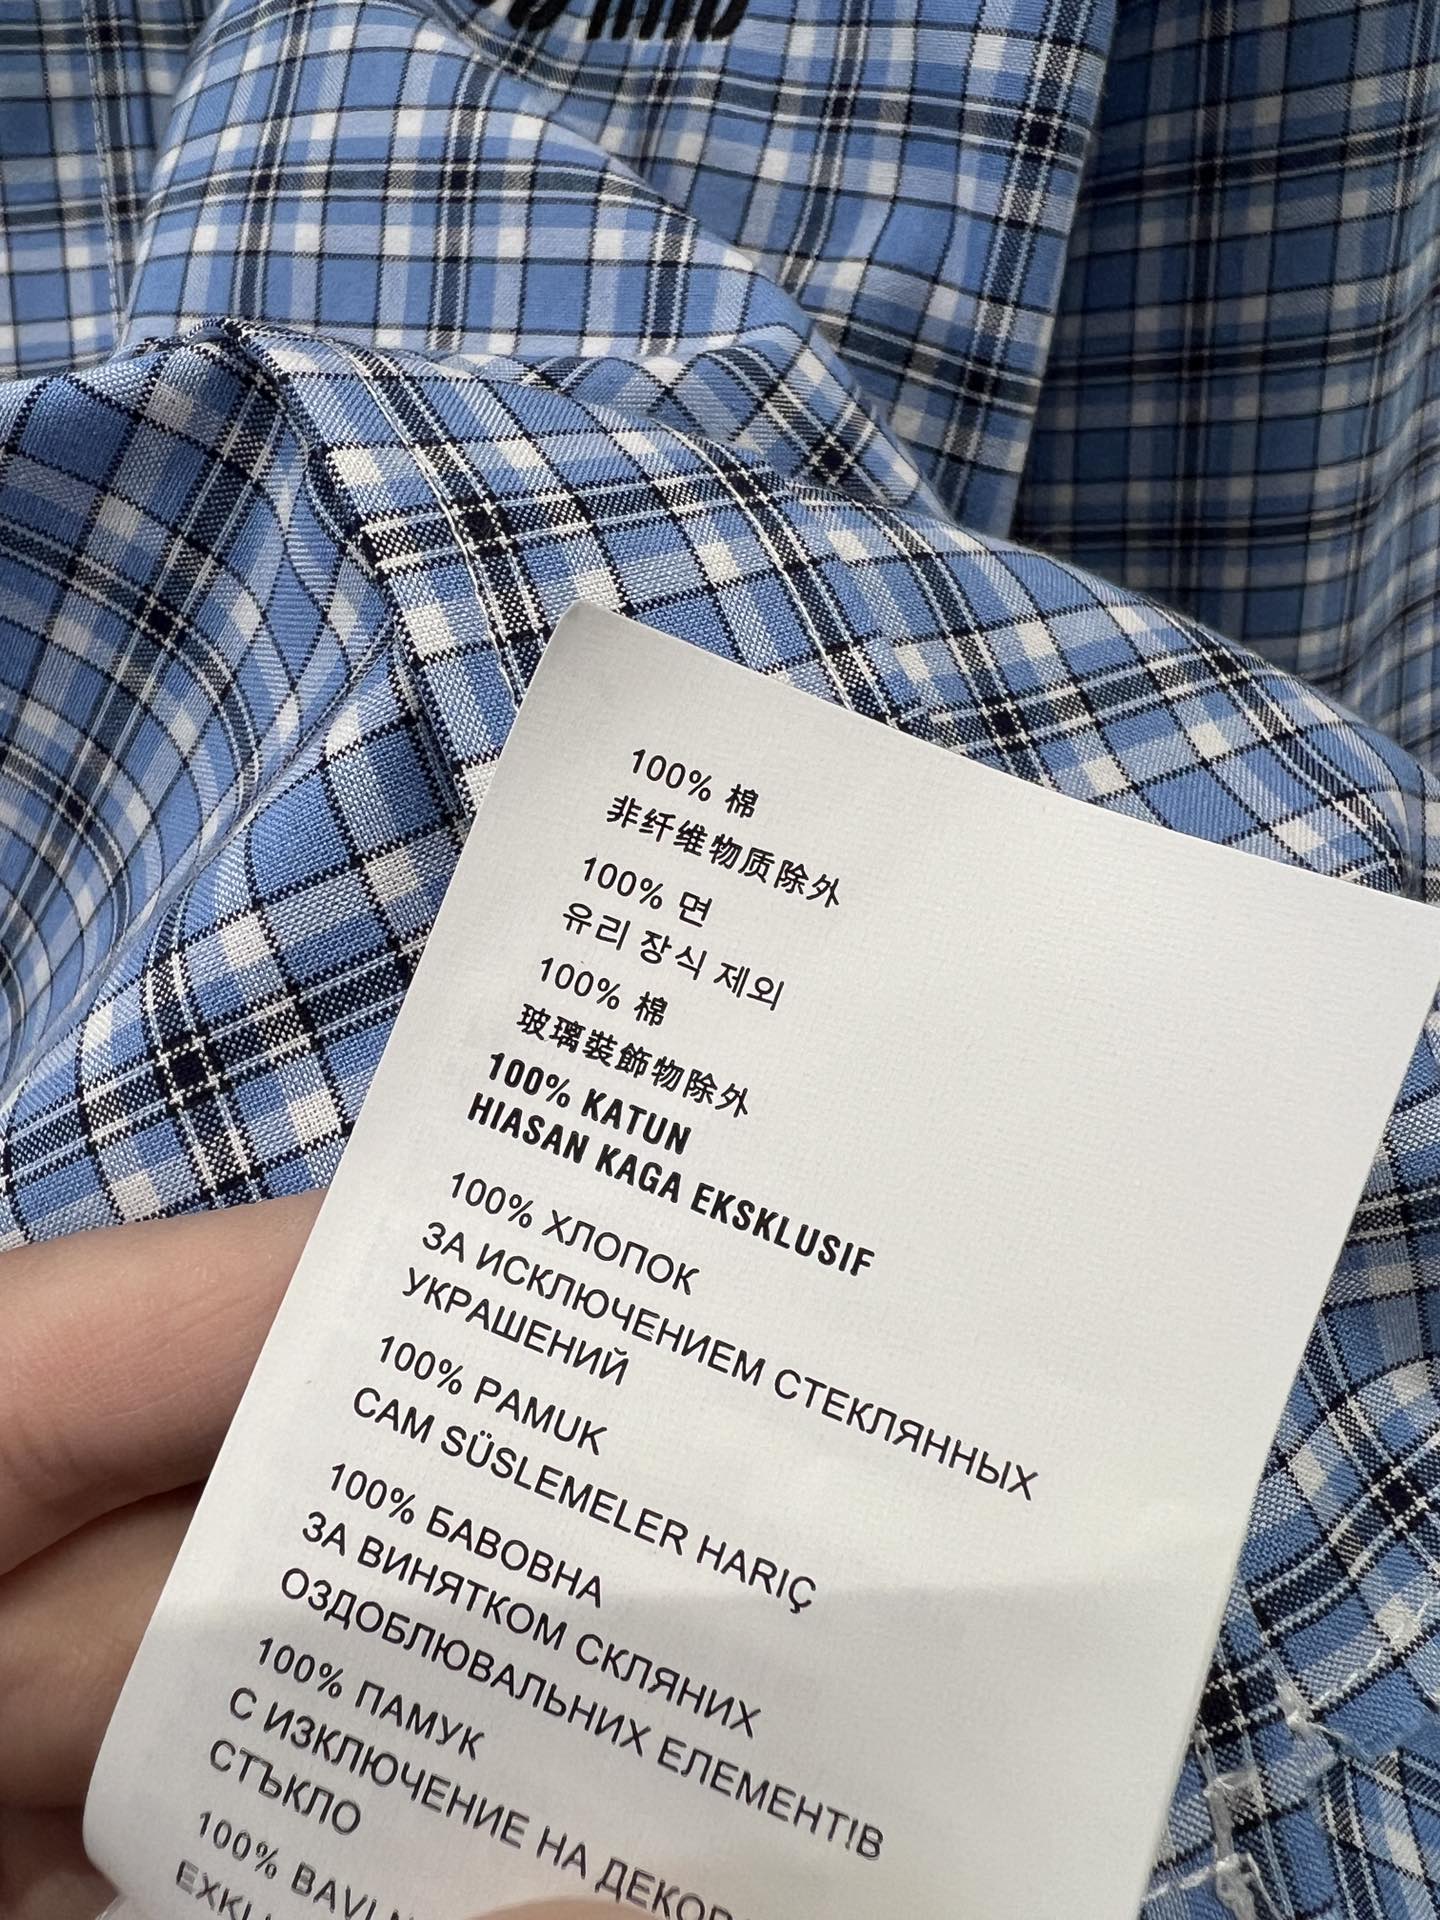 100% 棉
非纤维物质除外
100% 면
유리 장식 제외
100% 棉
玻璃裝飾物除外
100% KATUN
HIASAN KAGA EKSKLUSIF
100% ХЛОПОК
ЗА ИСКЛЮЧЕНИЕМ СТЕКЛЯННЫХ
УКРАШЕНИЙ
100% PAMUK
CAM SÜSLEMELER HARIÇ
100% БАВОВНА
ЗА ВИНЯТКОМ СКЛЯНИХ
ОЗДОБЛЮВАЛЬНИХ ЕЛЕМЕНТІВ
100% ПАМУК
С ИЗКЛЮЧЕНИЕ НА
СТЪКЛО
100%